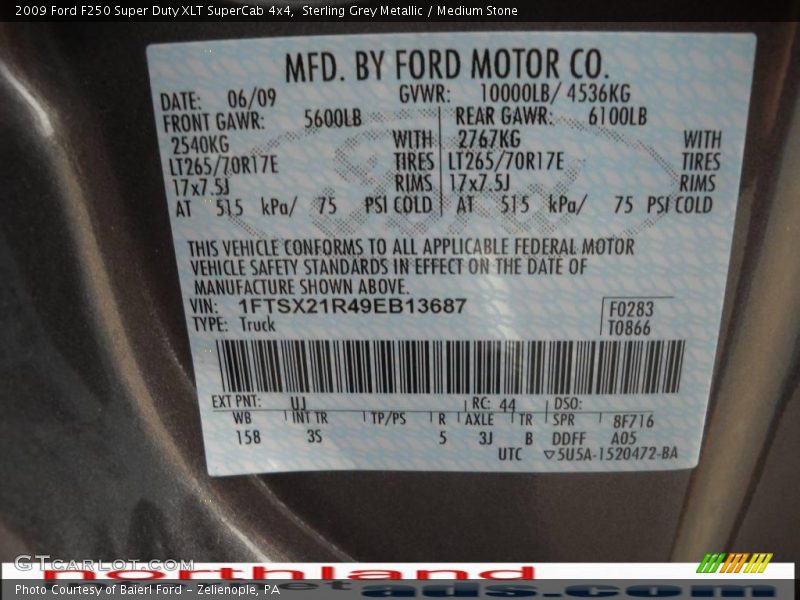 2009 Ford F250 Super Duty XLT SuperCab 4x4,  Sterling Grey Metallic / Medium Stone
MFD. BY FORD MOTOR CO.
DATE: 06/09 GVWR: 10000LB/ 4536KG
FRONT GAWR: 5600LB REAR GAWR: 6100LB
2540KG WITH 2767KG WITH
LT265/70R17E TIRES LT265/70R17E TIRES
17x7.5J RIMS 17x7.5J RIMS
AT 515 kPa/ 75 PSI COLD AT 515 kPa/ 75 PSI COLD
THIS VEHICLE CONFORMS TO ALL APPLICABLE FEDERAL MOTOR
VEHICLE SAFETY STANDARDS IN EFFECT ON THE DATE OF
MANUFACTURE SHOWN ABOVE.
VIN: 1FTSX21R49EB13687 F0283
TYPE: Truck T0866
EXT PNT: UJ RC: 44 DSO:
WB INT TR TP/PS R AXLE TR SPR 8F716
158 3S 5 3J B DDFF A05
UTC ▽5U5A-1520472-BA
GTcarlot.com
northland
ads.com
Photo Courtesy of Baierl Ford - Zelienople, PA